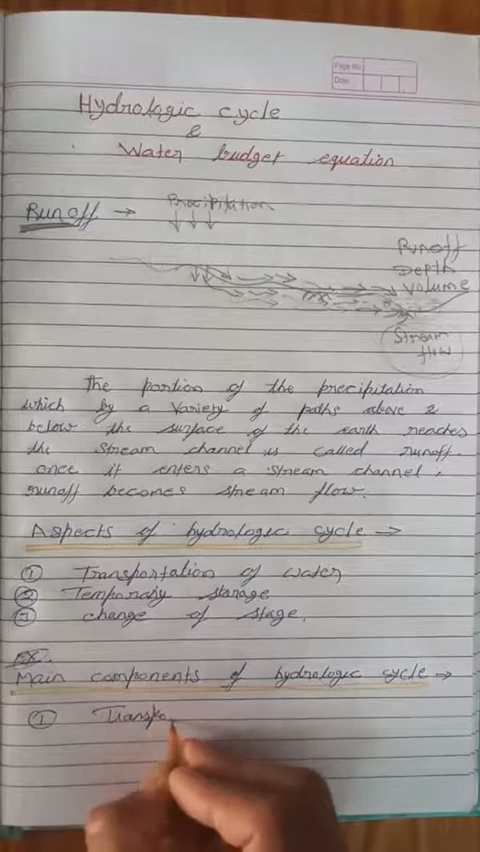 Page No:
Date:
Hydrologic cycle
&
Water budget equation
Runoff → Precipitation
Runoff
Depth
Volume
Stream
flow
The portion of the precipitation
which by a variety of paths above &
below the surface of the earth reaches
the stream channel is called runoff.
once it enters a stream channel,
runoff becomes stream flow.
Aspects of hydrologic cycle →
① Transportation of water
② Temporary storage
③ change of stage.
Main components of hydrologic cycle →
① Transpo